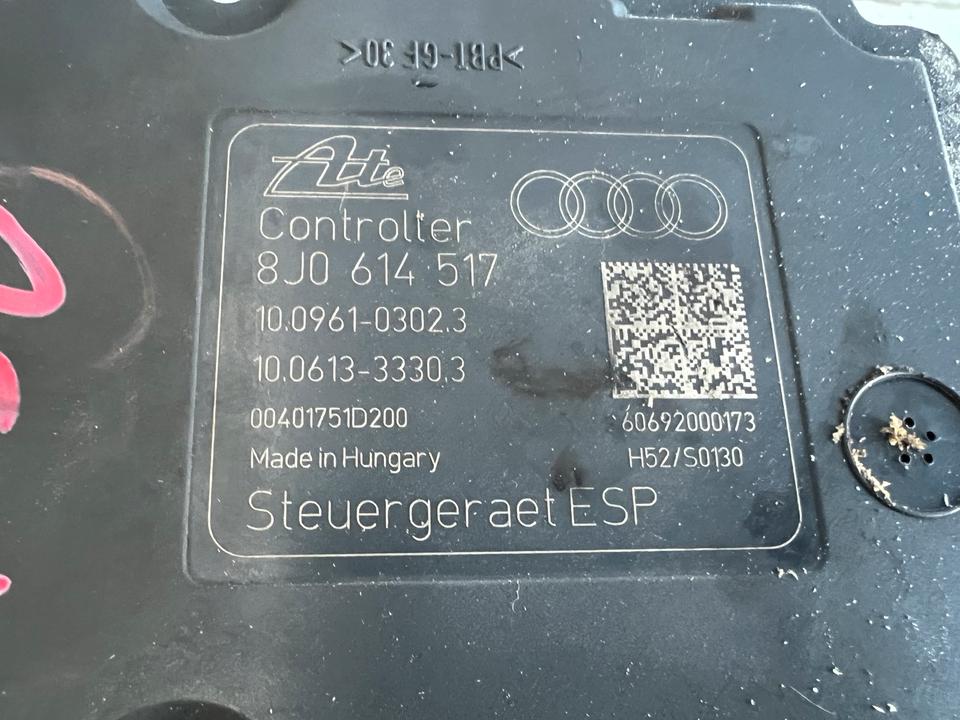 >PBT-GF 30<
Ate
Controller
8J0 614 517
10.0961-0302.3
10.0613-3330.3
00401751D200
60692000173
Made in Hungary
H52/S0130
Steuergeraet ESP